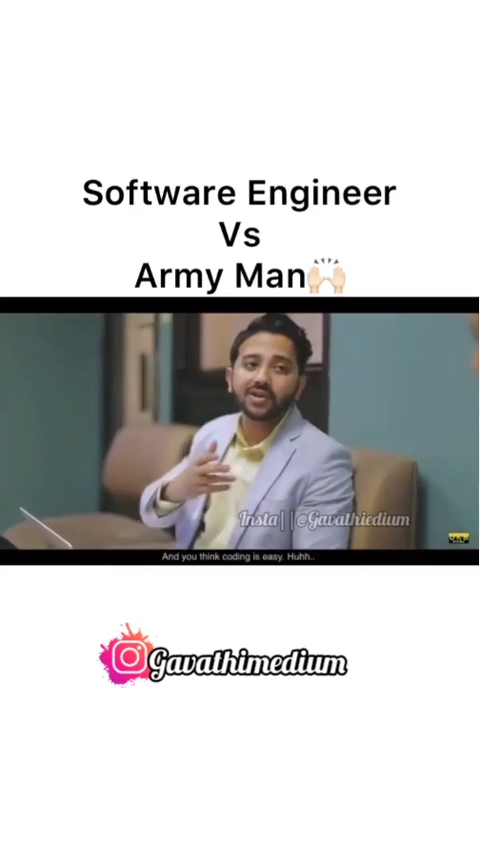 Software Engineer
Vs
Army Man🙌🏻
Insta||@Gavathiedium
And you think coding is easy. Huhh..
Gavathimedium